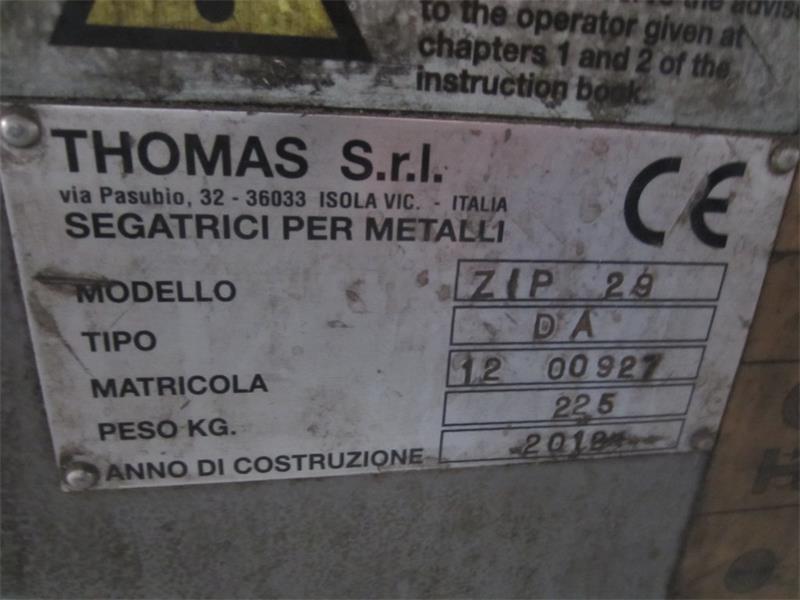 to the operator given at
chapters 1 and 2 of the
instruction book.
THOMAS S.r.l.
via Pasubio, 32 - 36033 ISOLA VIC. - ITALIA
SEGATRICI PER METALLI
CE
MODELLO ZIP 29
TIPO DA
MATRICOLA 12 00927
PESO KG. 225
ANNO DI COSTRUZIONE